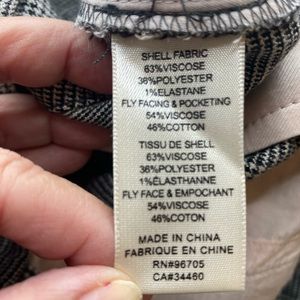 SHELL FABRIC
63%VISCOSE
36%POLYESTER
1%ELASTANE
FLY FACING & POCKETING
54%VISCOSE
46%COTTON
TISSU DE SHELL
63%VISCOSE
36%POLYESTER
1%ÉLASTHANNE
FLY FACE & EMPOCHANT
54%VISCOSE
46%COTON
MADE IN CHINA
FABRIQUE EN CHINE
RN#96705
CA#34460